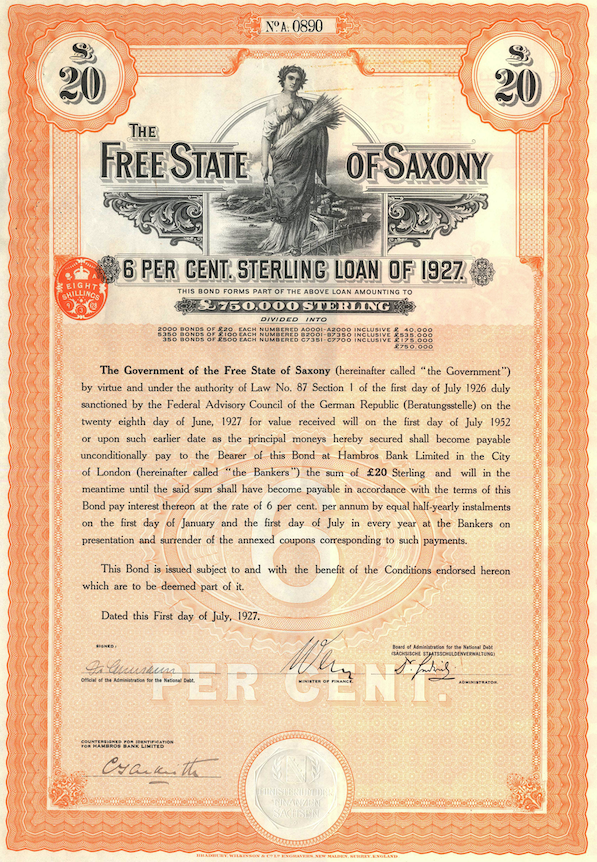 No. A. 0890
£ 20
£ 20
THE
FREE STATE OF SAXONY
6 PER CENT. STERLING LOAN OF 1927.
EIGHT
SHILLINGS
THIS BOND FORMS PART OF THE ABOVE LOAN AMOUNTING TO
£750,000 STERLING
DIVIDED INTO
2000 BONDS OF £20 EACH NUMBERED A0001-A2000 INCLUSIVE £ 40,000
5350 BONDS OF £100 EACH NUMBERED B2001-B7350 INCLUSIVE £535,000
350 BONDS OF £500 EACH NUMBERED C7351-C7700 INCLUSIVE £175,000
£750,000
The Government of the Free State of Saxony (hereinafter called "the Government")
by virtue and under the authority of Law No. 87 Section 1 of the first day of July 1926 duly
sanctioned by the Federal Advisory Council of the German Republic (Beratungsstelle) on the
twenty eighth day of June, 1927 for value received will on the first day of July 1952
or upon such earlier date as the principal moneys hereby secured shall become payable
unconditionally pay to the Bearer of this Bond at Hambros Bank Limited in the City
of London (hereinafter called "the Bankers") the sum of £20 Sterling and will in the
meantime until the said sum shall have become payable in accordance with the terms of this
Bond pay interest thereon at the rate of 6 per cent. per annum by equal half-yearly instalments
on the first day of January and the first day of July in every year at the Bankers on
presentation and surrender of the annexed coupons corresponding to such payments.
This Bond is issued subject to and with the benefit of the Conditions endorsed hereon
which are to be deemed part of it.
Dated this First day of July, 1927.
6
PER CENT.
SIGNED:
Official of the Administration for the National Debt.
MINISTER OF FINANCE.
Board of Administration for the National Debt
(SÄCHSISCHE STAATSSCHULDENVERWALTUNG)
ADMINISTRATOR.
COUNTERSIGNED FOR IDENTIFICATION
FOR HAMBROS BANK LIMITED
BRADBURY, WILKINSON & Co. Ld. ENGRAVERS, NEW MALDEN, SURREY, ENGLAND.